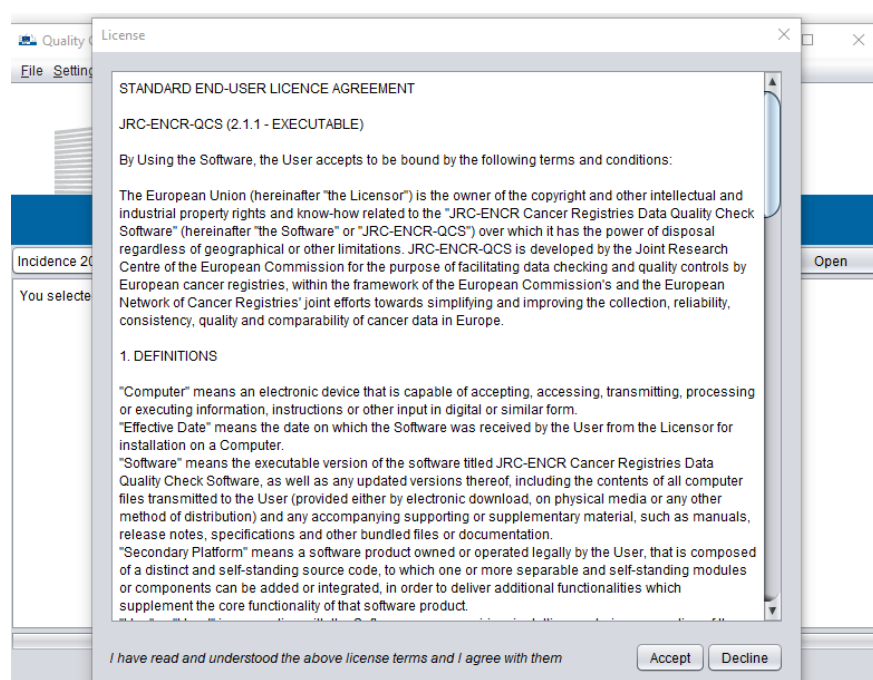 Quality
License
File Setting
STANDARD END-USER LICENCE AGREEMENT
JRC-ENCR-QCS (2.1.1 - EXECUTABLE)
By Using the Software, the User accepts to be bound by the following terms and conditions:
The European Union (hereinafter "the Licensor") is the owner of the copyright and other intellectual and
industrial property rights and know-how related to the "JRC-ENCR Cancer Registries Data Quality Check
Software" (hereinafter "the Software" or "JRC-ENCR-QCS") over which it has the power of disposal
regardless of geographical or other limitations. JRC-ENCR-QCS is developed by the Joint Research
Centre of the European Commission for the purpose of facilitating data checking and quality controls by
European cancer registries, within the framework of the European Commission's and the European
Network of Cancer Registries' joint efforts towards simplifying and improving the collection, reliability,
consistency, quality and comparability of cancer data in Europe.
Incidence 20
Open
You selecte
1. DEFINITIONS
"Computer" means an electronic device that is capable of accepting, accessing, transmitting, processing
or executing information, instructions or other input in digital or similar form.
"Effective Date" means the date on which the Software was received by the User from the Licensor for
installation on a Computer.
"Software" means the executable version of the software titled JRC-ENCR Cancer Registries Data
Quality Check Software, as well as any updated versions thereof, including the contents of all computer
files transmitted to the User (provided either by electronic download, on physical media or any other
method of distribution) and any accompanying supporting or supplementary material, such as manuals,
release notes, specifications and other bundled files or documentation.
"Secondary Platform" means a software product owned or operated legally by the User, that is composed
of a distinct and self-standing source code, to which one or more separable and self-standing modules
or components can be added or integrated, in order to deliver additional functionalities which
supplement the core functionality of that software product.
I have read and understood the above license terms and I agree with them
Accept
Decline